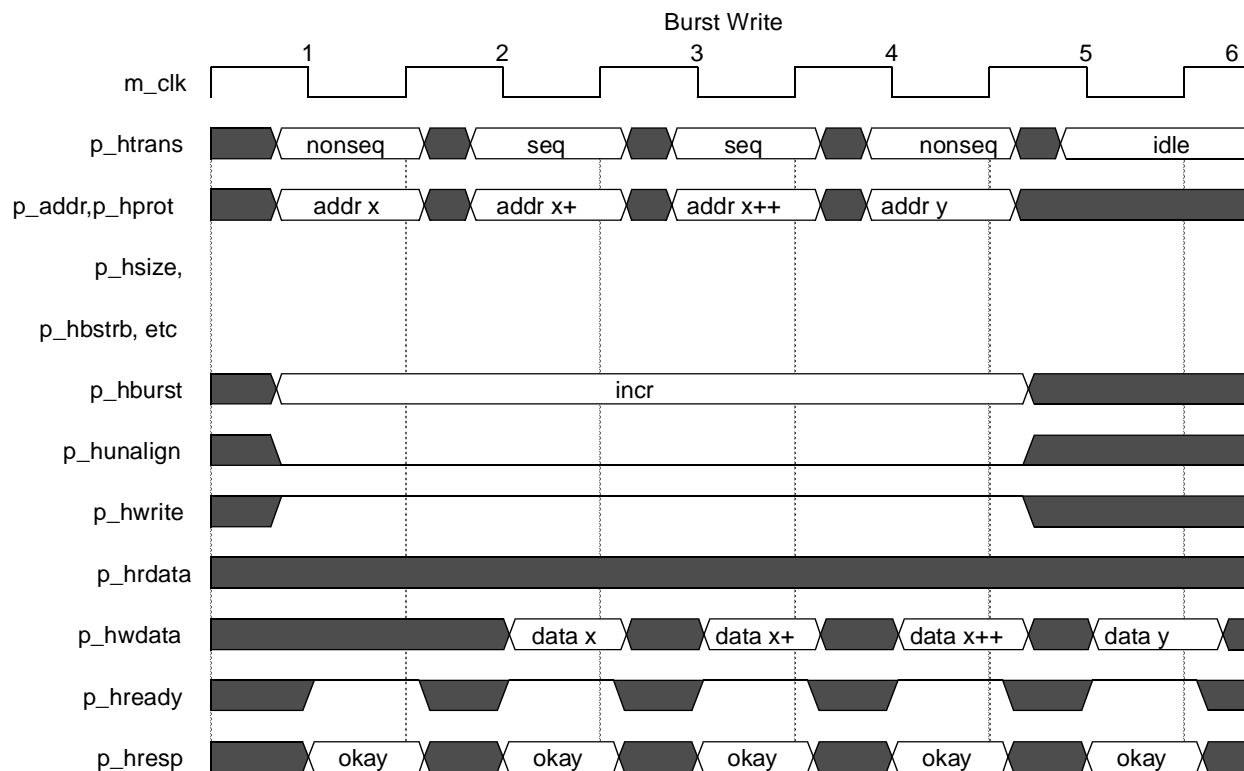 Burst Write
1 2 3 4 5 6
m_clk
p_htrans nonseq seq seq nonseq idle
p_addr,p_hprot addr x addr x+ addr x++ addr y
p_hsize,
p_hbstrb, etc
p_hburst incr
p_hunalign
p_hwrite
p_hrdata
p_hwdata data x data x+ data x++ data y
p_hready
p_hresp okay okay okay okay okay